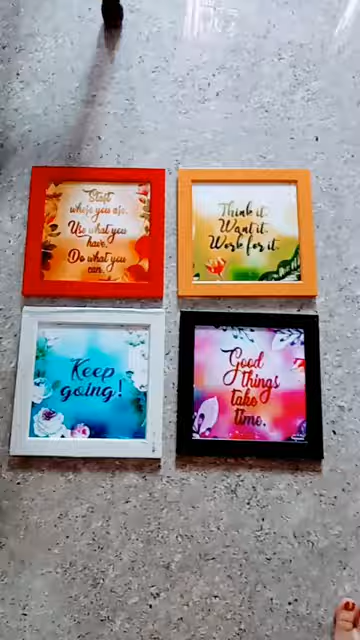 Start
where you are.
Use what you
have.
Do what you
can.
Think it.
Want it.
Work for it.
Keep
going!
Good
things
take
time.